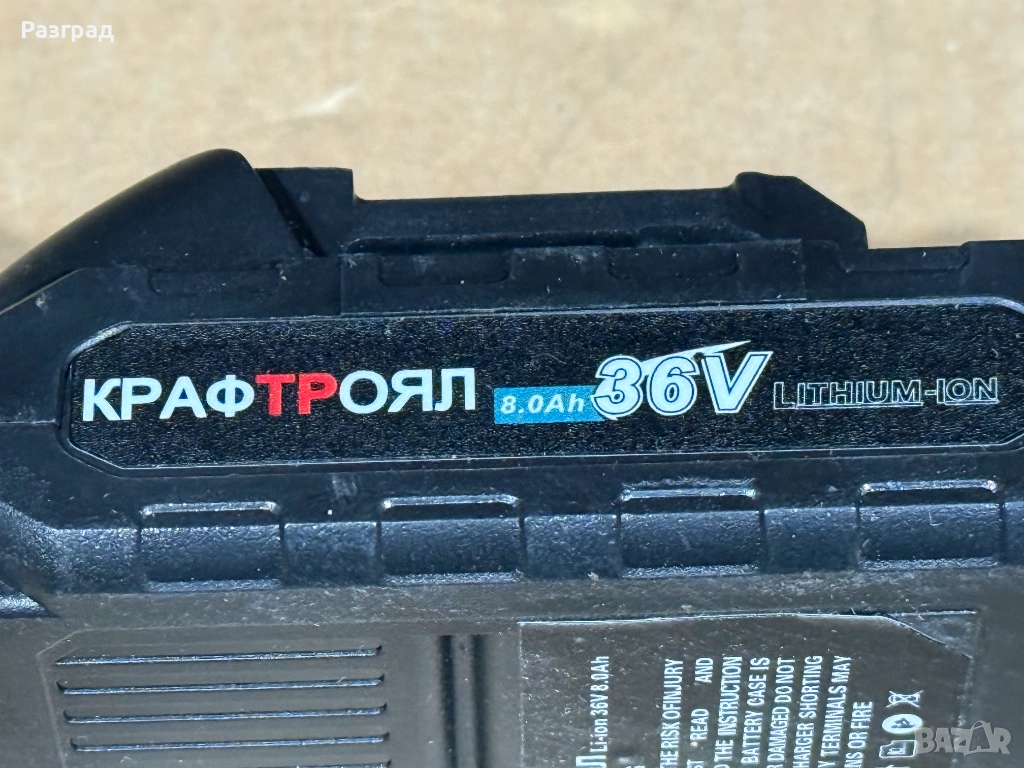 Разград
КРАФТРОЯЛ 8.0Ah 36V LITHIUM-ION
Li-ion 36V 8.0Ah
THE RISK OF INJURY
"READ AND
THE INSTRUCTION
BATTERY CASE IS
DAMAGED DO NOT
CHARGER SHORTING
TERMINALS MAY
OR FIRE
BAZAR